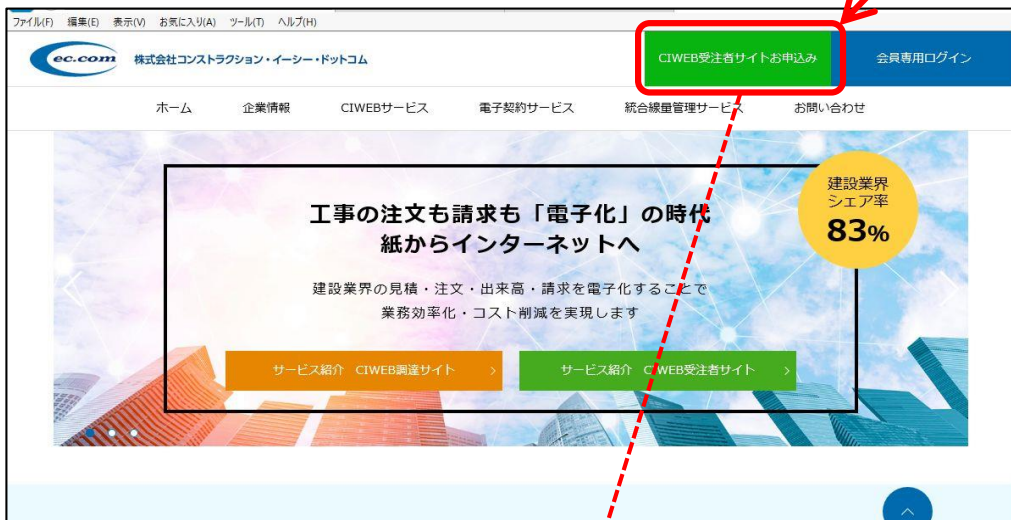 ファイル(F) 編集(E) 表示(V) お気に入り(A) ツール(T) ヘルプ(H)
ec.com 株式会社コンストラクション・イーシー・ドットコム
CIWEB受注者サイトお申込み
会員専用ログイン
ホーム 企業情報 CIWEBサービス 電子契約サービス 統合線量管理サービス お問い合わせ
建設業界
シェア率
83%
工事の注文も請求も「電子化」の時代
紙からインターネットへ
建設業界の見積・注文・出来高・請求を電子化することで
業務効率化・コスト削減を実現します
サービス紹介 CIWEB調達サイト
サービス紹介 CIWEB受注者サイト